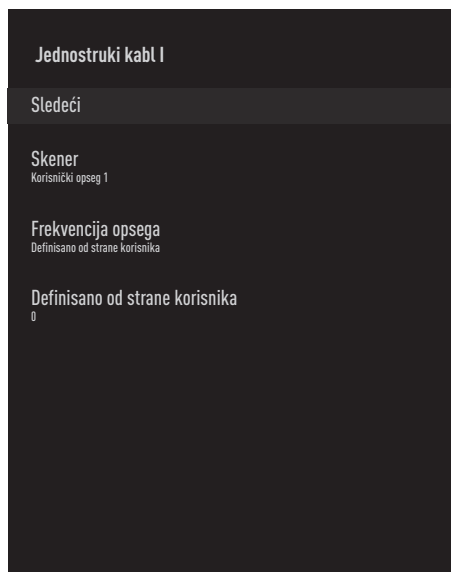 Jednostruki kabl I
Sledeći
Skener
Korisnički opseg 1
Frekvencija opsega
Definisano od strane korisnika
Definisano od strane korisnika
0